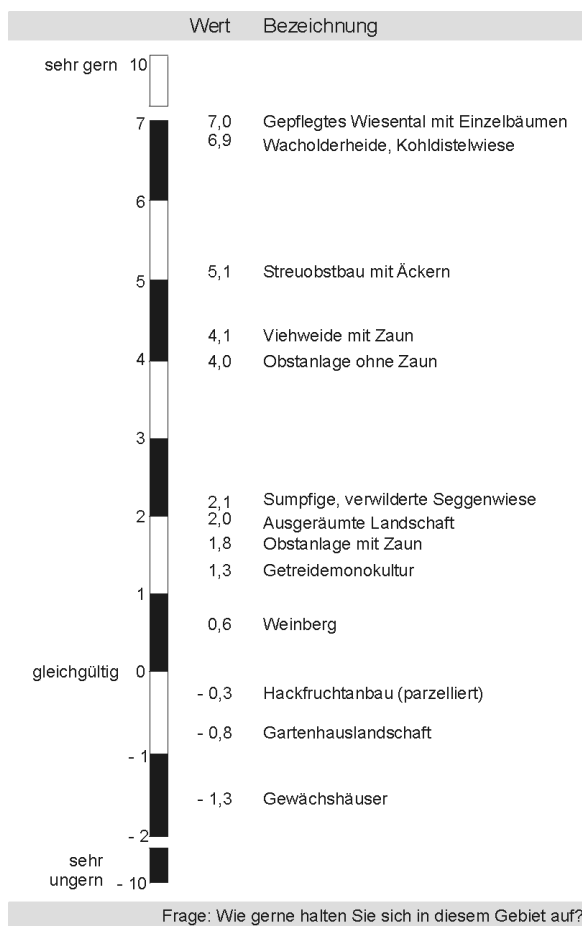 Wert Bezeichnung
sehr gern 10
7 7,0 Gepflegtes Wiesental mit Einzelbäumen
6,9 Wacholderheide, Kohldistelwiese
6
5,1 Streuobstbau mit Äckern
5
4,1 Viehweide mit Zaun
4 4,0 Obstanlage ohne Zaun
3
2,1 Sumpfige, verwilderte Seggenwiese
2 2,0 Ausgeräumte Landschaft
1,8 Obstanlage mit Zaun
1,3 Getreidemonokultur
1
0,6 Weinberg
gleichgültig 0
- 0,3 Hackfruchtanbau (parzelliert)
- 0,8 Gartenhauslandschaft
- 1
- 1,3 Gewächshäuser
- 2
sehr
ungern - 10
Frage: Wie gerne halten Sie sich in diesem Gebiet auf?